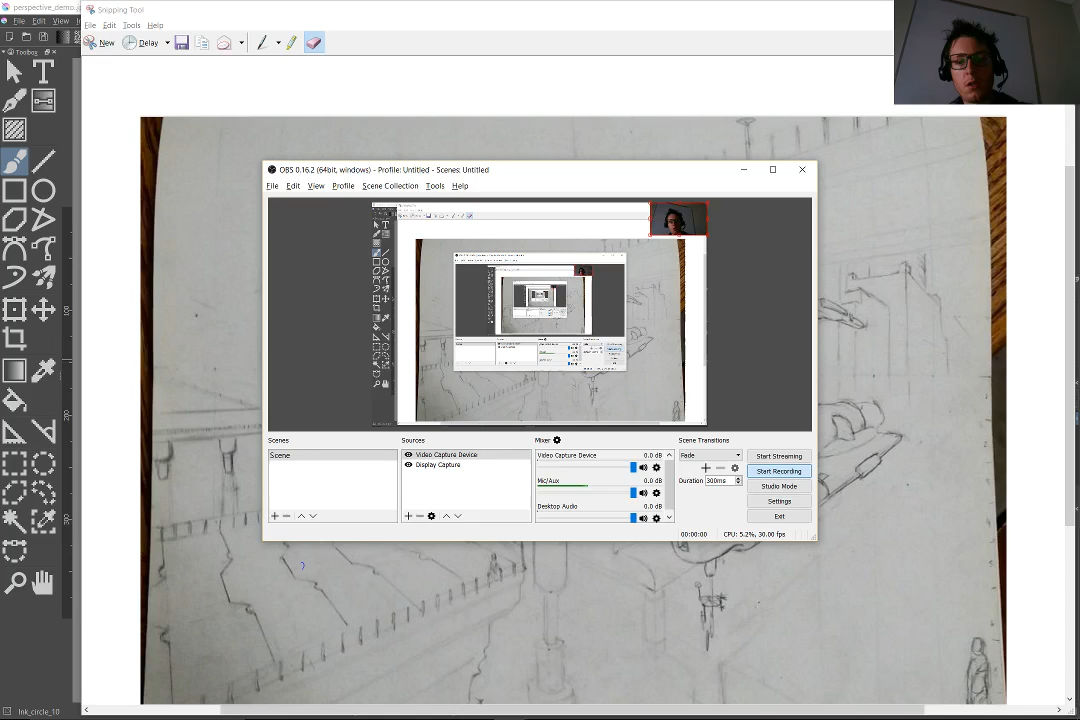 perspective_demo.
Snipping Tool
File Edit View
File Edit Tools Help
New Delay
Toolbox
OBS 0.16.2 (64bit, windows) - Profile: Untitled - Scenes: Untitled
File Edit View Profile Scene Collection Tools Help
100
200
300
Scenes Sources Mixer Scene Transitions
Scene
Video Capture Device
Display Capture
Video Capture Device 0.0 dB
Mic/Aux 0.0 dB
Desktop Audio 0.0 dB
Fade
Duration 300ms
Start Streaming
Start Recording
Studio Mode
Settings
Exit
00:00:00 CPU: 5.2%, 30.00 fps
Ink_circle_10